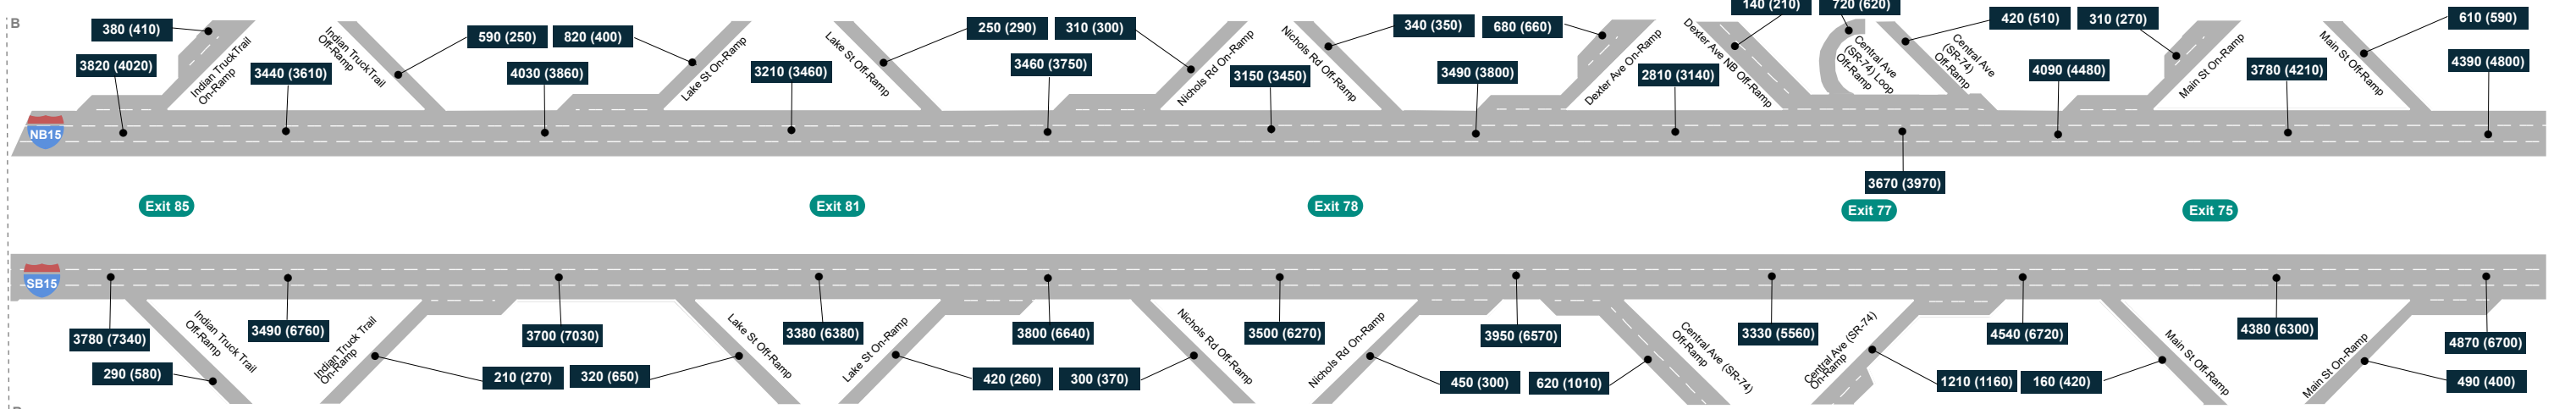 B
380 (410)
3820 (4020)
Indian TruckTrail
On-Ramp
3440 (3610)
Indian TruckTrail
Off-Ramp
590 (250)
820 (400)
4030 (3860)
Lake St On-Ramp
3210 (3460)
Lake St Off-Ramp
250 (290)
310 (300)
3460 (3750)
Nichols Rd On-Ramp
3150 (3450)
Nichols Rd Off-Ramp
340 (350)
680 (660)
3490 (3800)
Dexter Ave On-Ramp
2810 (3140)
Dexter Ave NB Off-Ramp
140 (210)
720 (620)
Central Ave
(SR-74) Loop
Off-Ramp
3670 (3970)
420 (510)
Central Ave
(SR-74)
Off-Ramp
310 (270)
4090 (4480)
Main St On-Ramp
3780 (4210)
Main St Off-Ramp
610 (590)
4390 (4800)
NB15
Exit 85
Exit 81
Exit 78
Exit 77
Exit 75
SB15
3780 (7340)
290 (580)
Indian Truck Trail
Off-Ramp
3490 (6760)
Indian Truck Trail
On-Ramp
210 (270)
3700 (7030)
320 (650)
Lake St Off-Ramp
3380 (6380)
Lake St On-Ramp
420 (260)
3800 (6640)
300 (370)
Nichols Rd Off-Ramp
3500 (6270)
Nichols Rd On-Ramp
450 (300)
3950 (6570)
620 (1010)
Central Ave (SR-74)
Off-Ramp
3330 (5560)
Central Ave (SR-74)
On-Ramp
1210 (1160)
4540 (6720)
160 (420)
Main St Off-Ramp
4380 (6300)
Main St On-Ramp
4870 (6700)
490 (400)